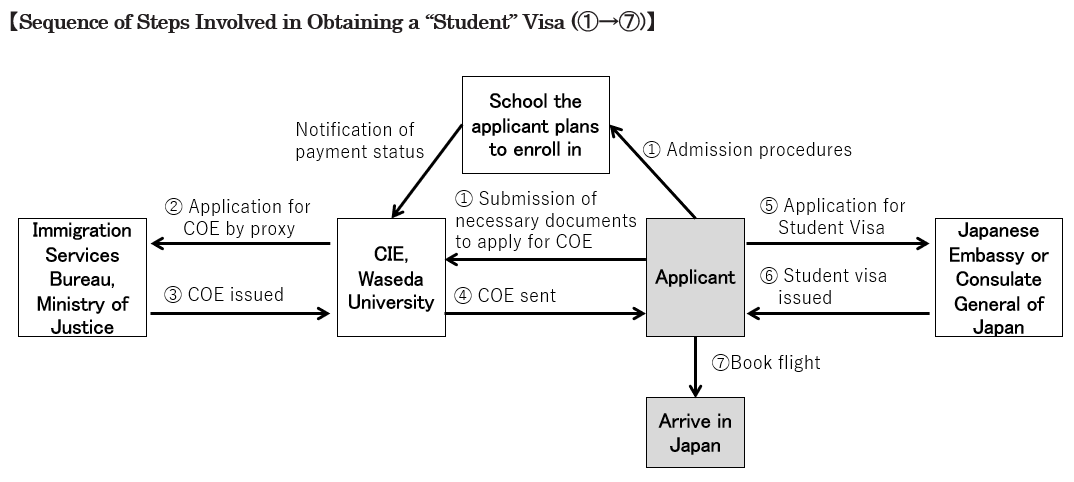 【Sequence of Steps Involved in Obtaining a “Student” Visa (①→⑦)】
School the
applicant plans
to enroll in
Notification of
payment status
① Admission procedures
② Application for
COE by proxy
① Submission of
necessary documents
to apply for COE
⑤ Application for
Student Visa
Immigration
Services
Bureau,
Ministry of
Justice
CIE,
Waseda
University
Applicant
Japanese
Embassy or
Consulate
General of
Japan
③ COE issued
④ COE sent
⑥ Student visa
issued
⑦Book flight
Arrive in
Japan